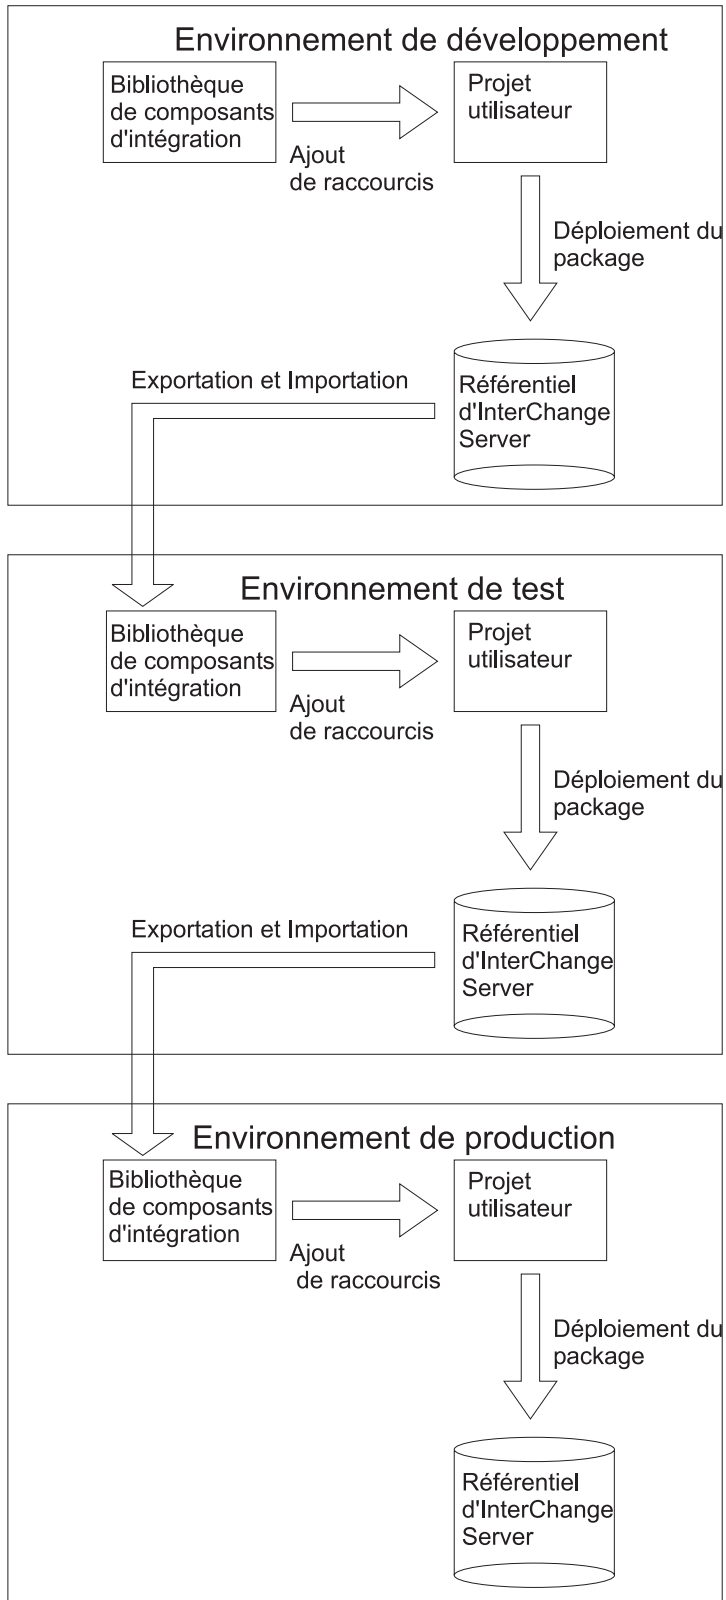 Environnement de développement
Bibliothèque
de composants
d'intégration
Ajout
de raccourcis
Projet
utilisateur
Déploiement du
package
Exportation et Importation
Référentiel
d'InterChange
Server
Environnement de test
Bibliothèque
de composants
d'intégration
Ajout
de raccourcis
Projet
utilisateur
Déploiement du
package
Exportation et Importation
Référentiel
d'InterChange
Server
Environnement de production
Bibliothèque
de composants
d'intégration
Ajout
de raccourcis
Projet
utilisateur
Déploiement du
package
Référentiel
d'InterChange
Server